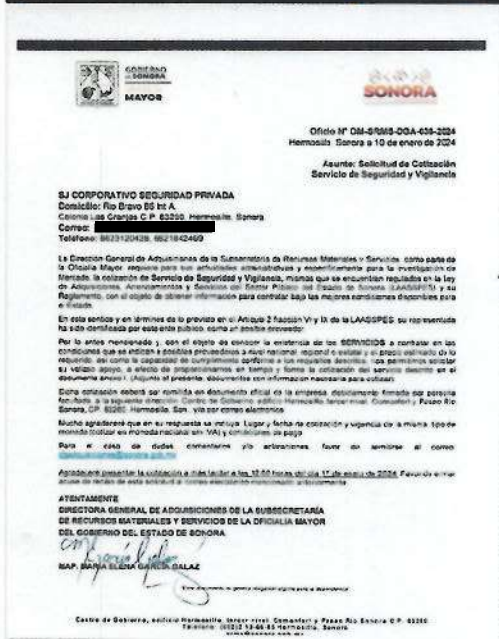 GOBIERNO
DE SONORA
MAYOR
SONORA
Oficio N° OM-SRMS-DGA-038-2024
Hermosillo, Sonora a 10 de enero de 2024
Asunto: Solicitud de Cotización
Servicio de Seguridad y Vigilancia
SJ CORPORATIVO SEGURIDAD PRIVADA
Domicilio: Rio Bravo 85 Int A.
Colonia Las Granjas C.P. 83250, Hermosillo, Sonora
Correo:
Teléfono:
La Dirección General de Adquisiciones de la Subsecretaría de Recursos Materiales y Servicios, como parte de
la Oficialía Mayor, requiere para sus actividades administrativas y específicamente para la investigación de
Mercado, la cotización de Servicio de Seguridad y Vigilancia, mismas que se encuentran regulados en la Ley
de Adquisiciones, Arrendamientos y Servicios del Sector Público del Estado de Sonora (LAASSPES) y su
Reglamento, con el objeto de obtener información para contratar bajo las mejores condiciones disponibles para
el Estado.
En este sentido y en términos de lo previsto en el Artículo 2 fracción VI y IX de la LAASSPES, su representada
ha sido identificada por este ente público, como un posible proveedor.
Por lo antes mencionado y, con el objeto de conocer la existencia de los SERVICIOS a contratar en las
condiciones que se indican y posibles proveedores a nivel nacional regional o estatal y el precio estimado de lo
requerido, así como la capacidad de cumplimiento conforme a los requisitos descritos, nos permitimos solicitar
su valioso apoyo, a efecto de proporcionarnos en tiempo y forma la cotización del servicio descrito en el
documento anexo I. (Adjunto al presente, documentos con información necesaria para cotizar).
Dicha cotización deberá ser remitida en documento oficial de la empresa, debidamente firmada por persona
facultada a la siguiente dirección: Centro de Gobierno edificio Hermosillo tercer nivel, Comonfort y Paseo Río
Sonora, CP. 83280. Hermosillo, Son., y/o por correo electrónico
Mucho agradeceré que en su respuesta se incluya: Lugar y fecha de cotización y vigencia de la misma, tipo de
moneda (cotizar en moneda nacional sin IVA) y condiciones de pago.
Para el caso de dudas, comentarios y/o aclaraciones, favor de remitirse al correo
Agradeceré presentar la cotización a más tardar a las 12:00 horas del día 11 de enero de 2024. Favor de enviar
acuse de recibo de esta solicitud al correo electrónico mencionado anteriormente.
ATENTAMENTE
DIRECTORA GENERAL DE ADQUISICIONES DE LA SUBSECRETARÍA
DE RECURSOS MATERIALES Y SERVICIOS DE LA OFICIALÍA MAYOR
DEL GOBIERNO DEL ESTADO DE SONORA
MAP. MARIA ELENA GARCÍA GALAZ
Centro de Gobierno, edificio Hermosillo, tercer nivel, Comonfort y Paseo Río Sonora C.P. 83280